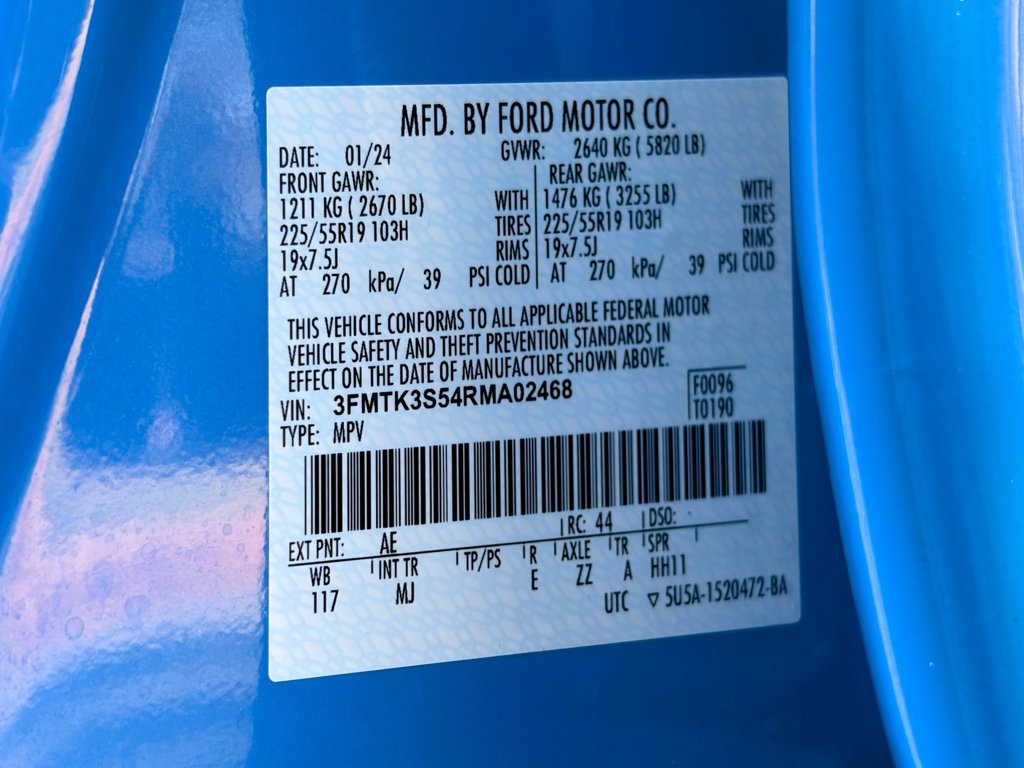 MFD. BY FORD MOTOR CO.
DATE: 01/24 GVWR: 2640 KG ( 5820 LB)
FRONT GAWR: REAR GAWR:
1211 KG ( 2670 LB) WITH 1476 KG ( 3255 LB) WITH
225/55R19 103H TIRES 225/55R19 103H TIRES
19x7.5J RIMS 19x7.5J RIMS
AT 270 kPa/ 39 PSI COLD AT 270 kPa/ 39 PSI COLD
THIS VEHICLE CONFORMS TO ALL APPLICABLE FEDERAL MOTOR
VEHICLE SAFETY AND THEFT PREVENTION STANDARDS IN
EFFECT ON THE DATE OF MANUFACTURE SHOWN ABOVE.
VIN: 3FMTK3S54RMA02468 F0096
TYPE: MPV T0190
EXT PNT: AE RC: 44 DSO:
WB INT TR TP/PS R AXLE TR SPR
117 MJ E ZZ A HH11
UTC ▽ 5U5A-1520472-BA